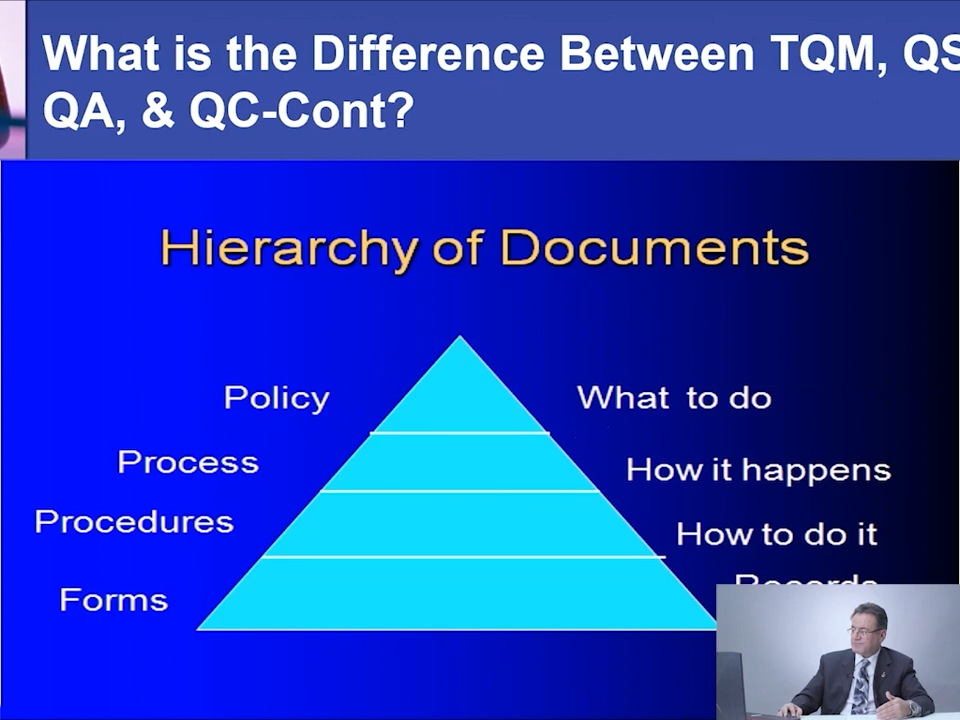 What is the Difference Between TQM, QS
QA, & QC-Cont?
Hierarchy of Documents
Policy
What to do
Process
How it happens
Procedures
How to do it
Forms
Records